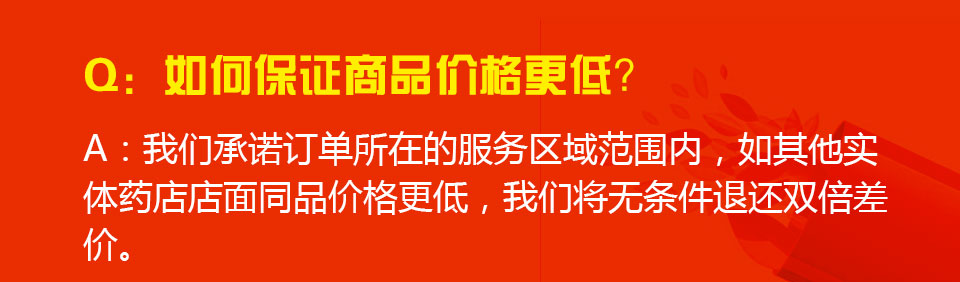 Q：如何保证商品价格更低?
A：我们承诺订单所在的服务区域范围内，如其他实
体药店店面同品价格更低，我们将无条件退还双倍差
价。